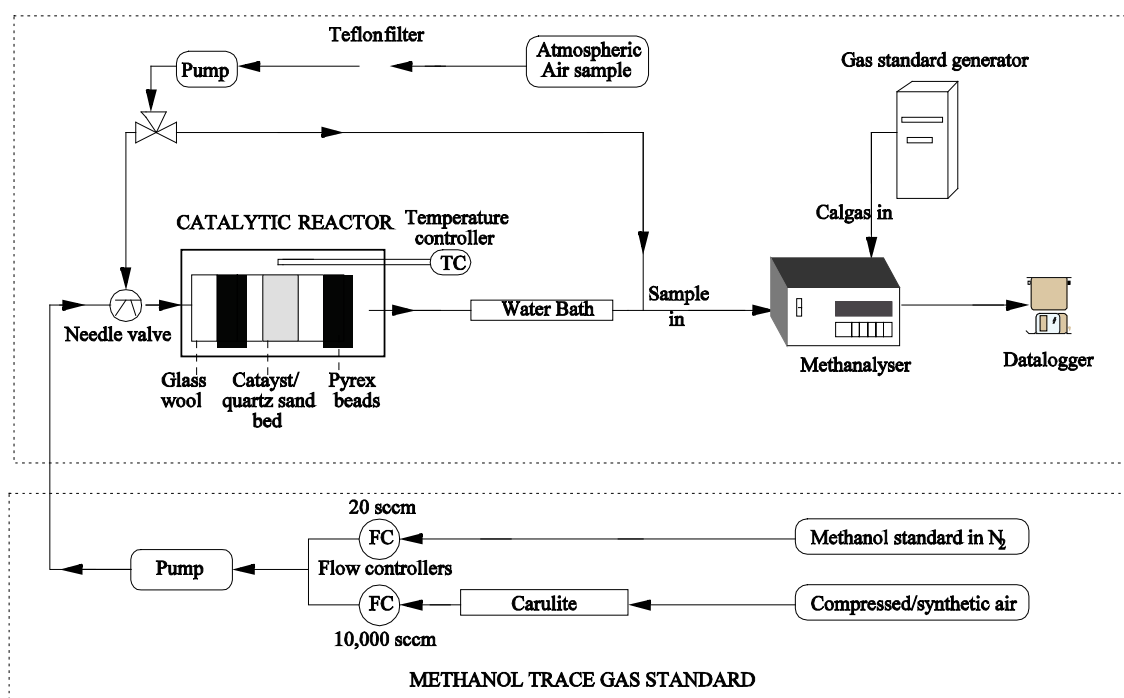 Teflon filter
Pump
Atmospheric
Air sample
Gas standard generator
Calgas in
CATALYTIC REACTOR
Temperature
controller
TC
Needle valve
Water Bath
Sample
in
Methanalyser
Datalogger
Glass
wool
Catayst/
quartz sand
bed
Pyrex
beads
20 sccm
FC
Methanol standard in N2
Pump
Flow controllers
FC
Carulite
Compressed/synthetic air
10,000 sccm
METHANOL TRACE GAS STANDARD